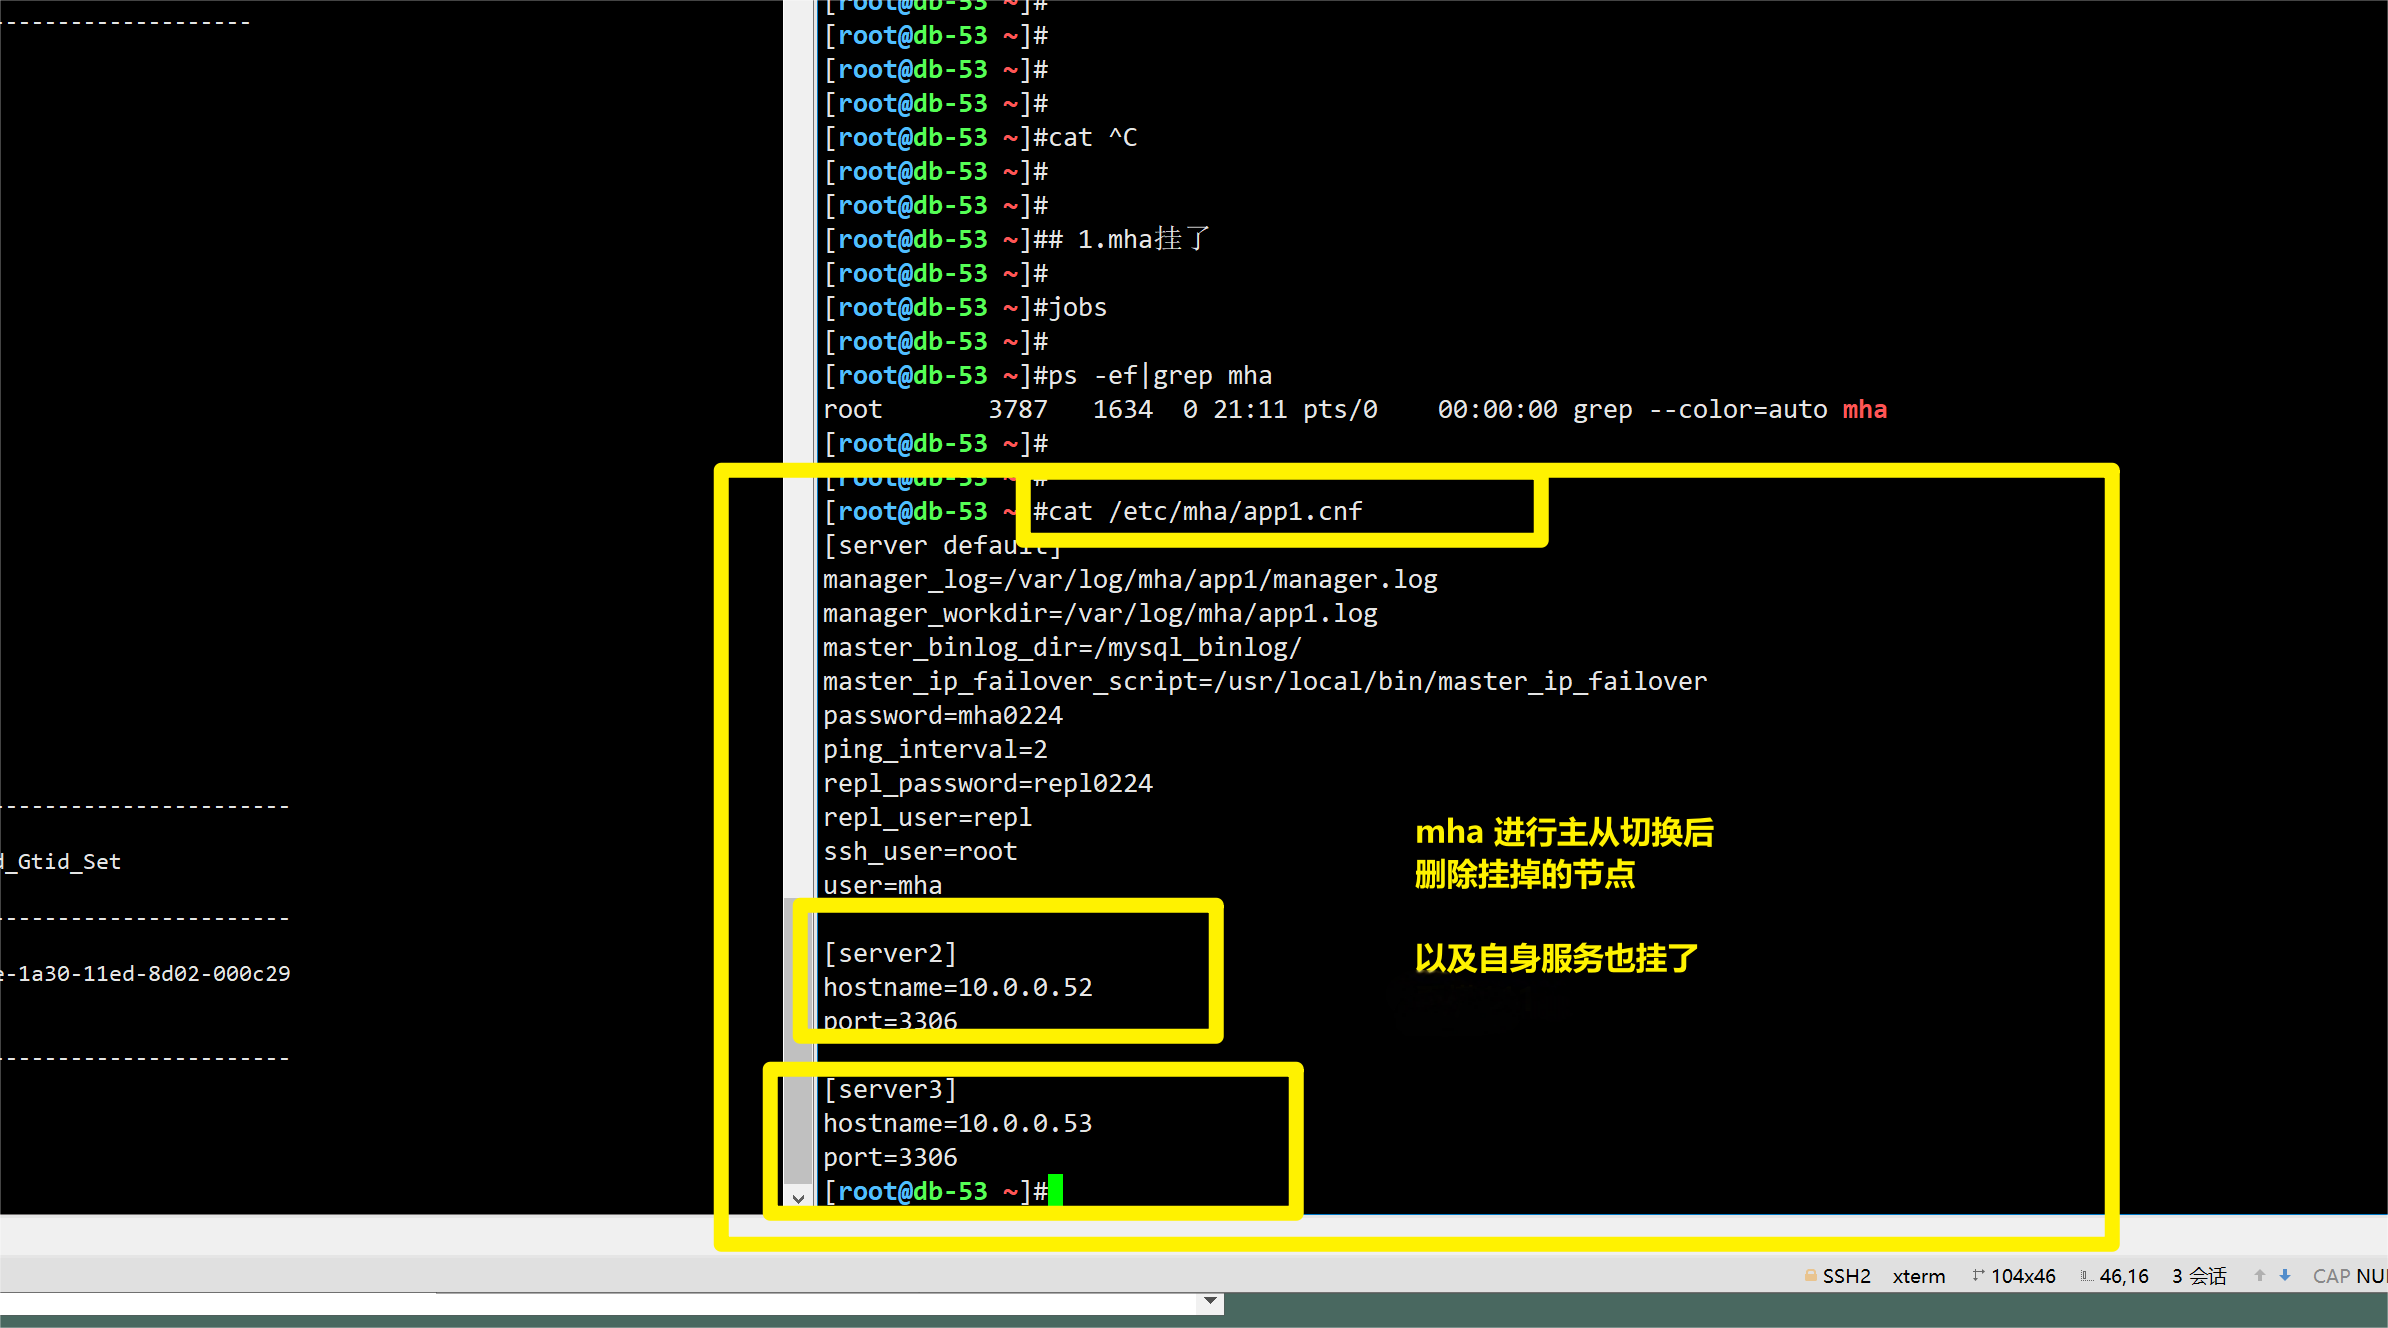 -----------------
[root@db-53 ~]#
[root@db-53 ~]#
[root@db-53 ~]#
[root@db-53 ~]#
[root@db-53 ~]#cat ^C
[root@db-53 ~]#
[root@db-53 ~]#
[root@db-53 ~]## 1.mha挂了
[root@db-53 ~]#
[root@db-53 ~]#jobs
[root@db-53 ~]#
[root@db-53 ~]#ps -ef|grep mha
root       3787   1634  0 21:11 pts/0    00:00:00 grep --color=auto mha
[root@db-53 ~]#
[root@db-53 ~ #
[root@db-53 ~ #cat /etc/mha/app1.cnf
[server default]
manager_log=/var/log/mha/app1/manager.log
manager_workdir=/var/log/mha/app1.log
master_binlog_dir=/mysql_binlog/
master_ip_failover_script=/usr/local/bin/master_ip_failover
password=mha0224
ping_interval=2
repl_password=repl0224
repl_user=repl
ssh_user=root
user=mha
[server2]
hostname=10.0.0.52
port=3306
[server3]
hostname=10.0.0.53
port=3306
[root@db-53 ~]#
--------------------
d_Gtid_Set
--------------------
e-1a30-11ed-8d02-000c29
--------------------
mha 进行主从切换后
删除挂掉的节点
以及自身服务也挂了
SSH2 xterm 104x46 46,16 3 会话 CAP NU